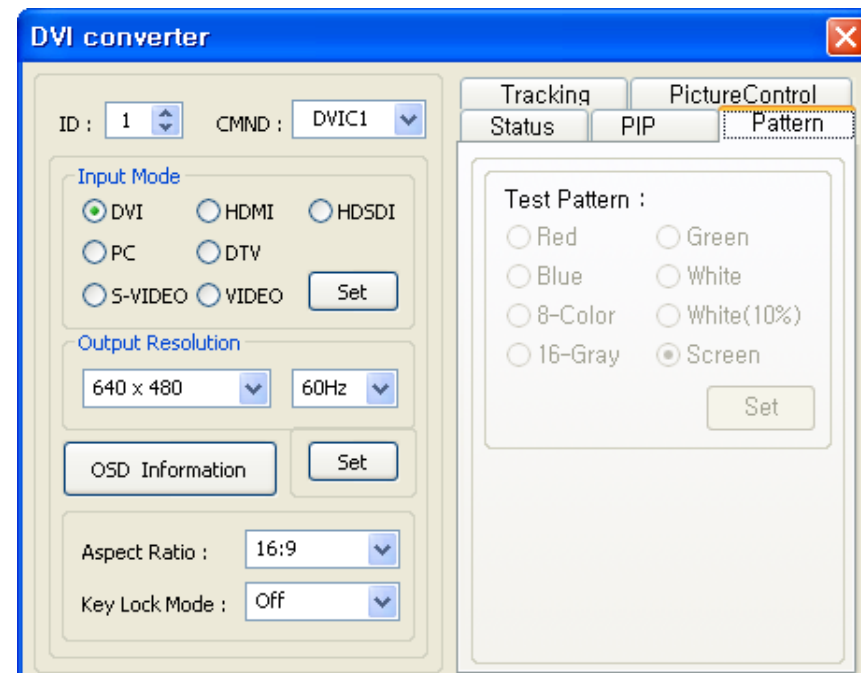 DVI converter
ID : 1 CMND : DVIC1
Input Mode
DVI HDMI HDSDI
PC DTV
S-VIDEO VIDEO Set
Output Resolution
640 x 480 60Hz
OSD Information Set
Aspect Ratio : 16:9
Key Lock Mode : Off
Tracking PictureControl
Status PIP Pattern
Test Pattern :
Red Green
Blue White
8-Color White(10%)
16-Gray Screen
Set